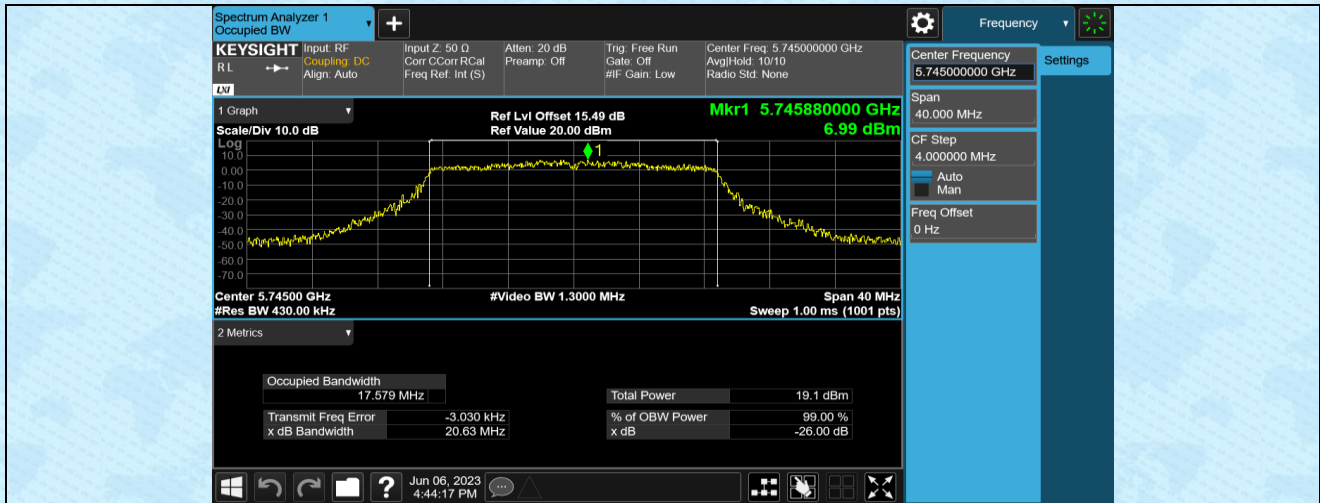 Spectrum Analyzer 1
Occupied BW
Frequency
KEYSIGHT
RL
LXI
Input: RF
Coupling: DC
Align: Auto
Input Z: 50 Ω
Corr CCorr RCal
Freq Ref: Int (S)
Atten: 20 dB
Preamp: Off
Trig: Free Run
Gate: Off
#IF Gain: Low
Center Freq: 5.745000000 GHz
Avg|Hold: 10/10
Radio Std: None
Center Frequency
5.745000000 GHz
Settings
Span
40.000 MHz
CF Step
4.000000 MHz
Auto
Man
Freq Offset
0 Hz
1 Graph
Scale/Div 10.0 dB
Ref Lvl Offset 15.49 dB
Ref Value 20.00 dBm
Mkr1 5.745880000 GHz
6.99 dBm
Log
1
10.0
0.00
-10.0
-20.0
-30.0
-40.0
-50.0
-60.0
-70.0
Center 5.74500 GHz
#Res BW 430.00 kHz
#Video BW 1.3000 MHz
Span 40 MHz
Sweep 1.00 ms (1001 pts)
2 Metrics
Occupied Bandwidth
17.579 MHz
Total Power 19.1 dBm
Transmit Freq Error -3.030 kHz
% of OBW Power 99.00 %
x dB Bandwidth 20.63 MHz
x dB -26.00 dB
?
Jun 06, 2023
4:44:17 PM